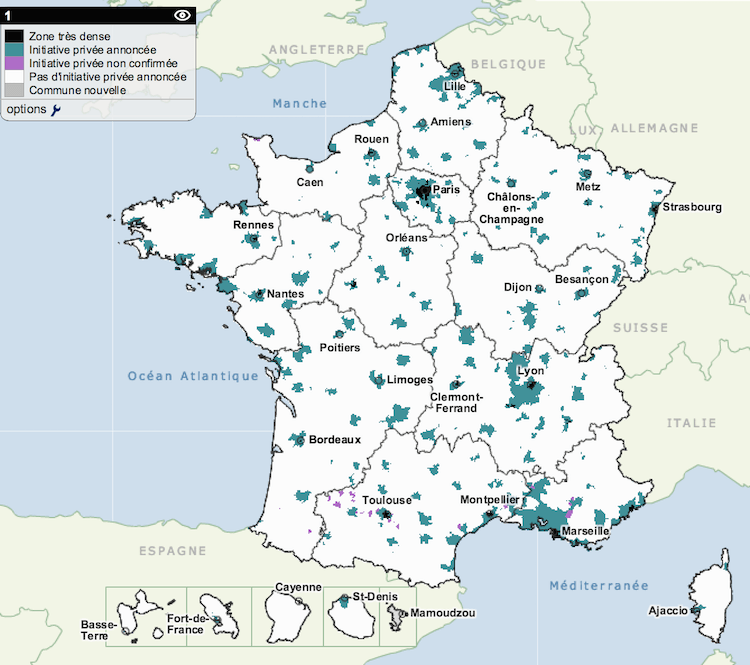 1
Zone très dense
Initiative privée annoncée
Initiative privée non confirmée
Pas d'initiative privée annoncée
Commune nouvelle
options
ANGLETERRE
BELGIQUE
Lille
Manche
Amiens
LUX
ALLEMAGNE
Rouen
Caen
Paris
Metz
Châlons-
en-
Champagne
Strasbourg
Rennes
Orléans
Nantes
Dijon
Besançon
SUISSE
Poitiers
Océan Atlantique
Limoges
Lyon
Clemont-
Ferrand
ITALIE
Bordeaux
Toulouse
Montpellier
Marseille
ESPAGNE
Méditerranée
Cayenne
St-Denis
Mamoudzou
Ajaccio
Basse-
Terre
Fort-de-
France